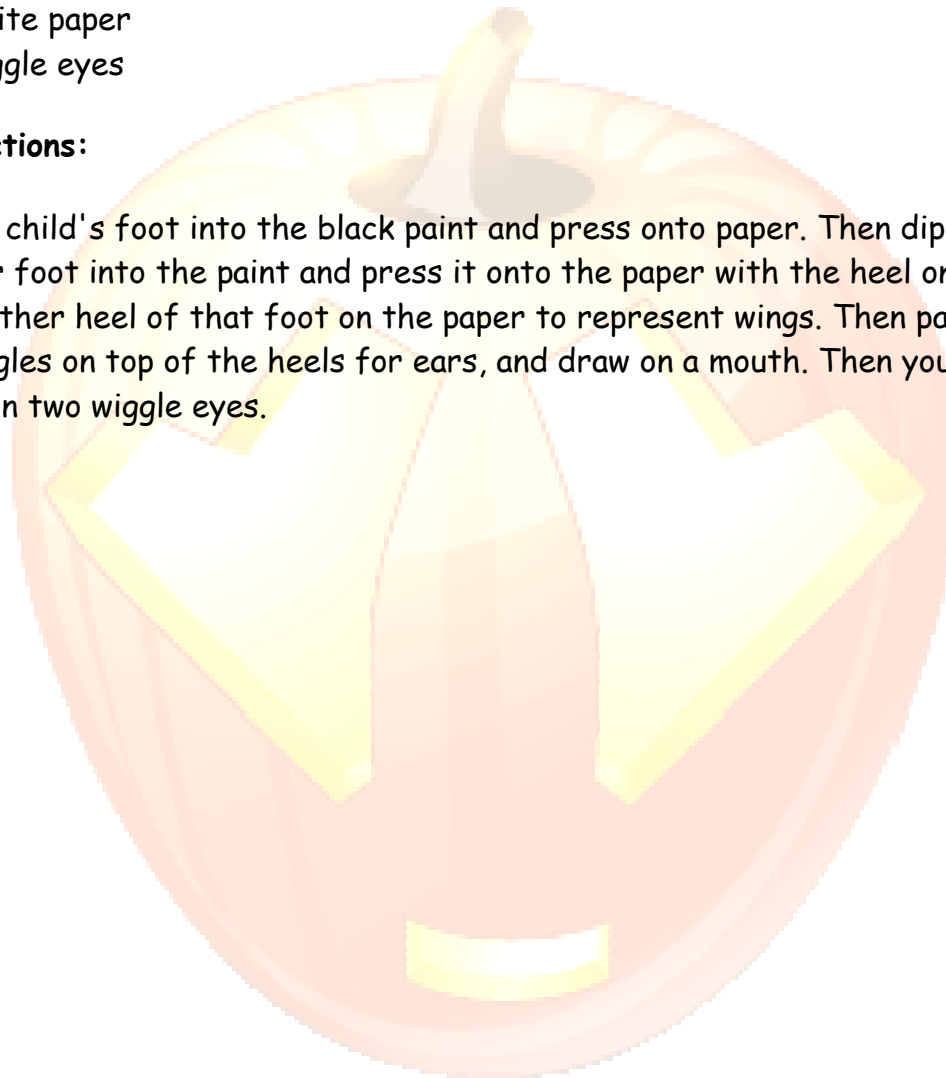 ite paper
ggle eyes
ctions:
child's foot into the black paint and press onto paper. Then dip
r foot into the paint and press it onto the paper with the heel on
ther heel of that foot on the paper to represent wings. Then pa
gles on top of the heels for ears, and draw on a mouth. Then you
n two wiggle eyes.